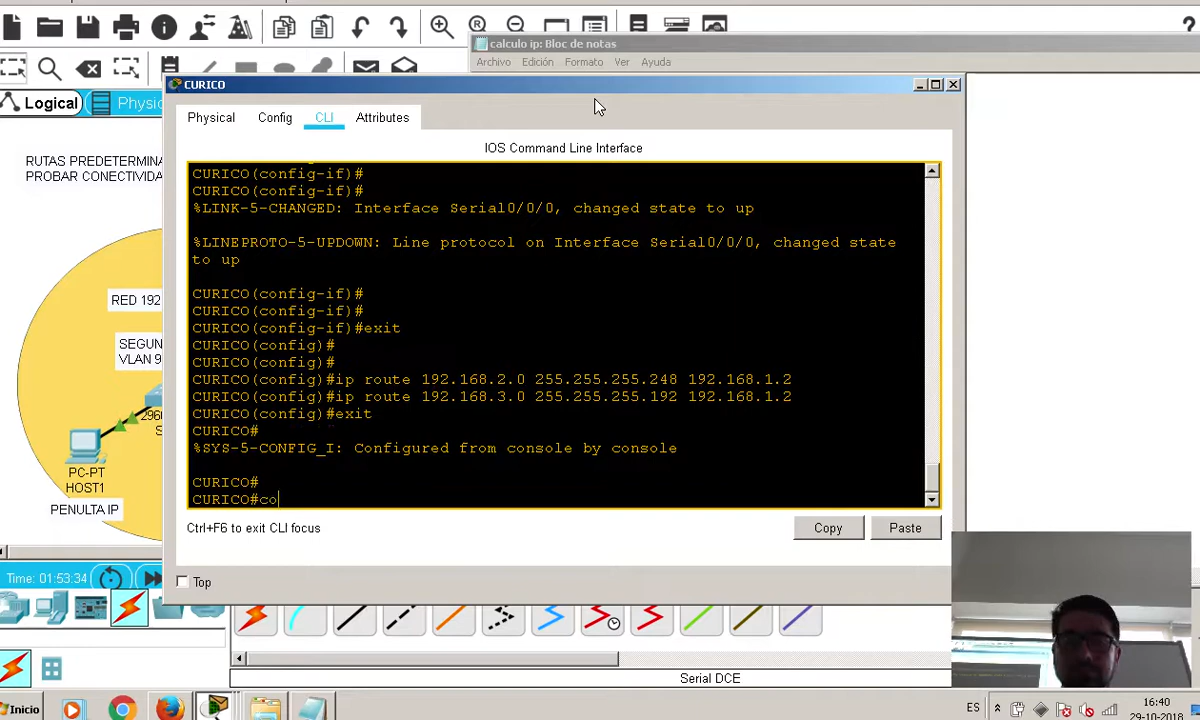 calculo ip: Bloc de notas
Archivo Edición Formato Ver Ayuda
CURICO
Logical
Physi
Physical Config CLI Attributes
RUTAS PREDETERMINA
PROBAR CONECTIVIDA
IOS Command Line Interface
CURICO(config-if)#
CURICO(config-if)#
%LINK-5-CHANGED: Interface Serial0/0/0, changed state to up
%LINEPROTO-5-UPDOWN: Line protocol on Interface Serial0/0/0, changed state
to up
CURICO(config-if)#
CURICO(config-if)#
CURICO(config-if)#exit
CURICO(config)#
CURICO(config)#
CURICO(config)#ip route 192.168.2.0 255.255.255.248 192.168.1.2
CURICO(config)#ip route 192.168.3.0 255.255.255.192 192.168.1.2
CURICO(config)#exit
CURICO#
%SYS-5-CONFIG_I: Configured from console by console
CURICO#
CURICO#co
RED 192
SEGUN
VLAN 9
296
S
PC-PT
HOST1
PENULTA IP
Ctrl+F6 to exit CLI focus
Copy
Paste
Top
Time: 01:53:34
Serial DCE
Inicio
ES
16:40
29-10-2018